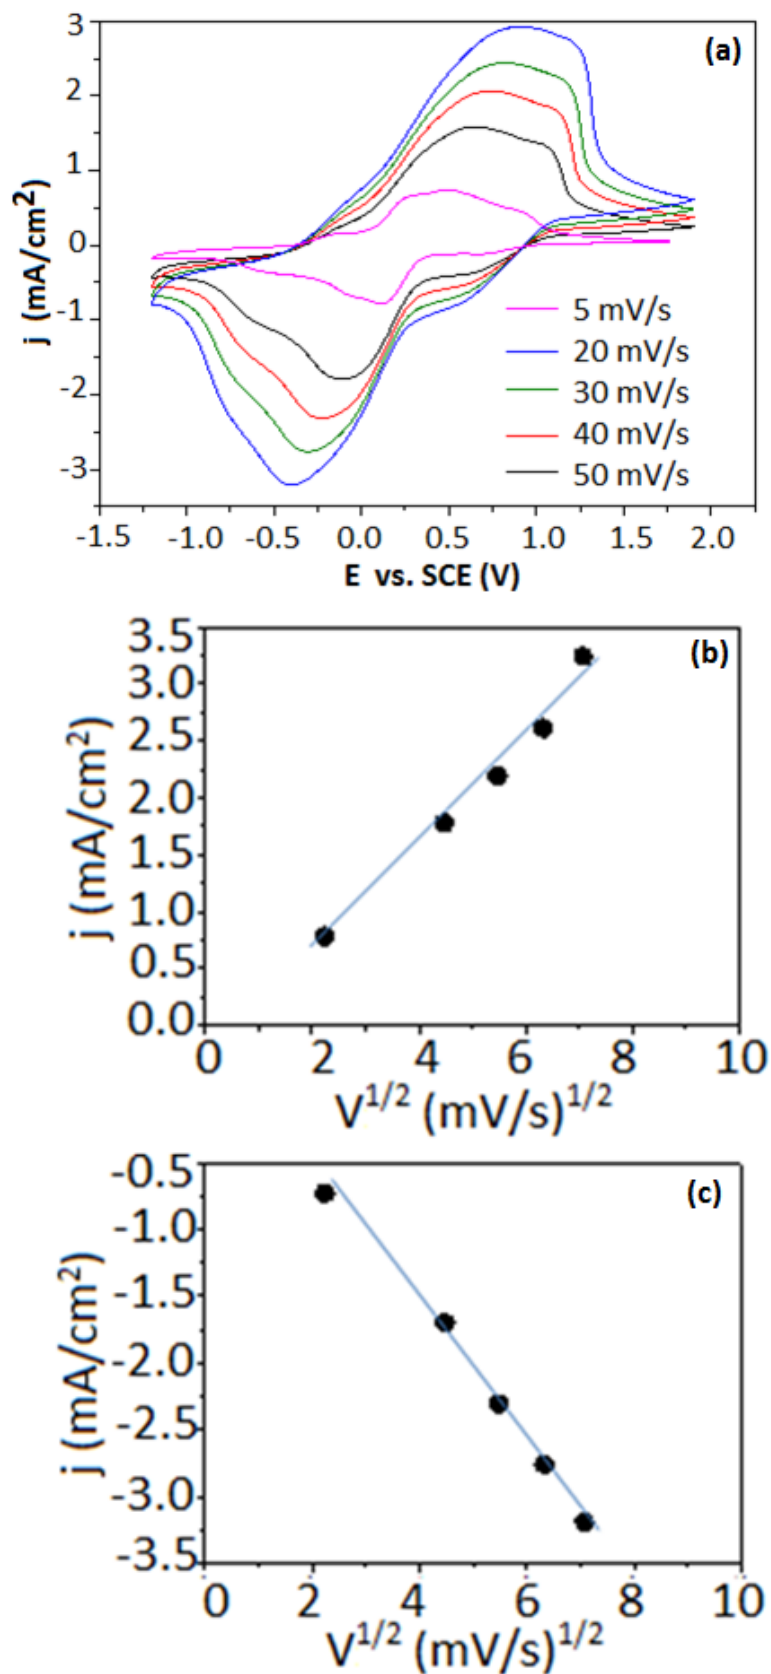 (a)
3
2
1
0
-1
-2
-3
j (mA/cm²)
5 mV/s
20 mV/s
30 mV/s
40 mV/s
50 mV/s
-1.5 -1.0 -0.5 0.0 0.5 1.0 1.5 2.0
E vs. SCE (V)
(b)
3.5
3.0
2.5
2.0
1.5
1.0
0.5
0.0
j (mA/cm²)
0 2 4 6 8 10
V^1/2 (mV/s)^1/2
(c)
-0.5
-1.0
-1.5
-2.0
-2.5
-3.0
-3.5
j (mA/cm²)
0 2 4 6 8 10
V^1/2 (mV/s)^1/2